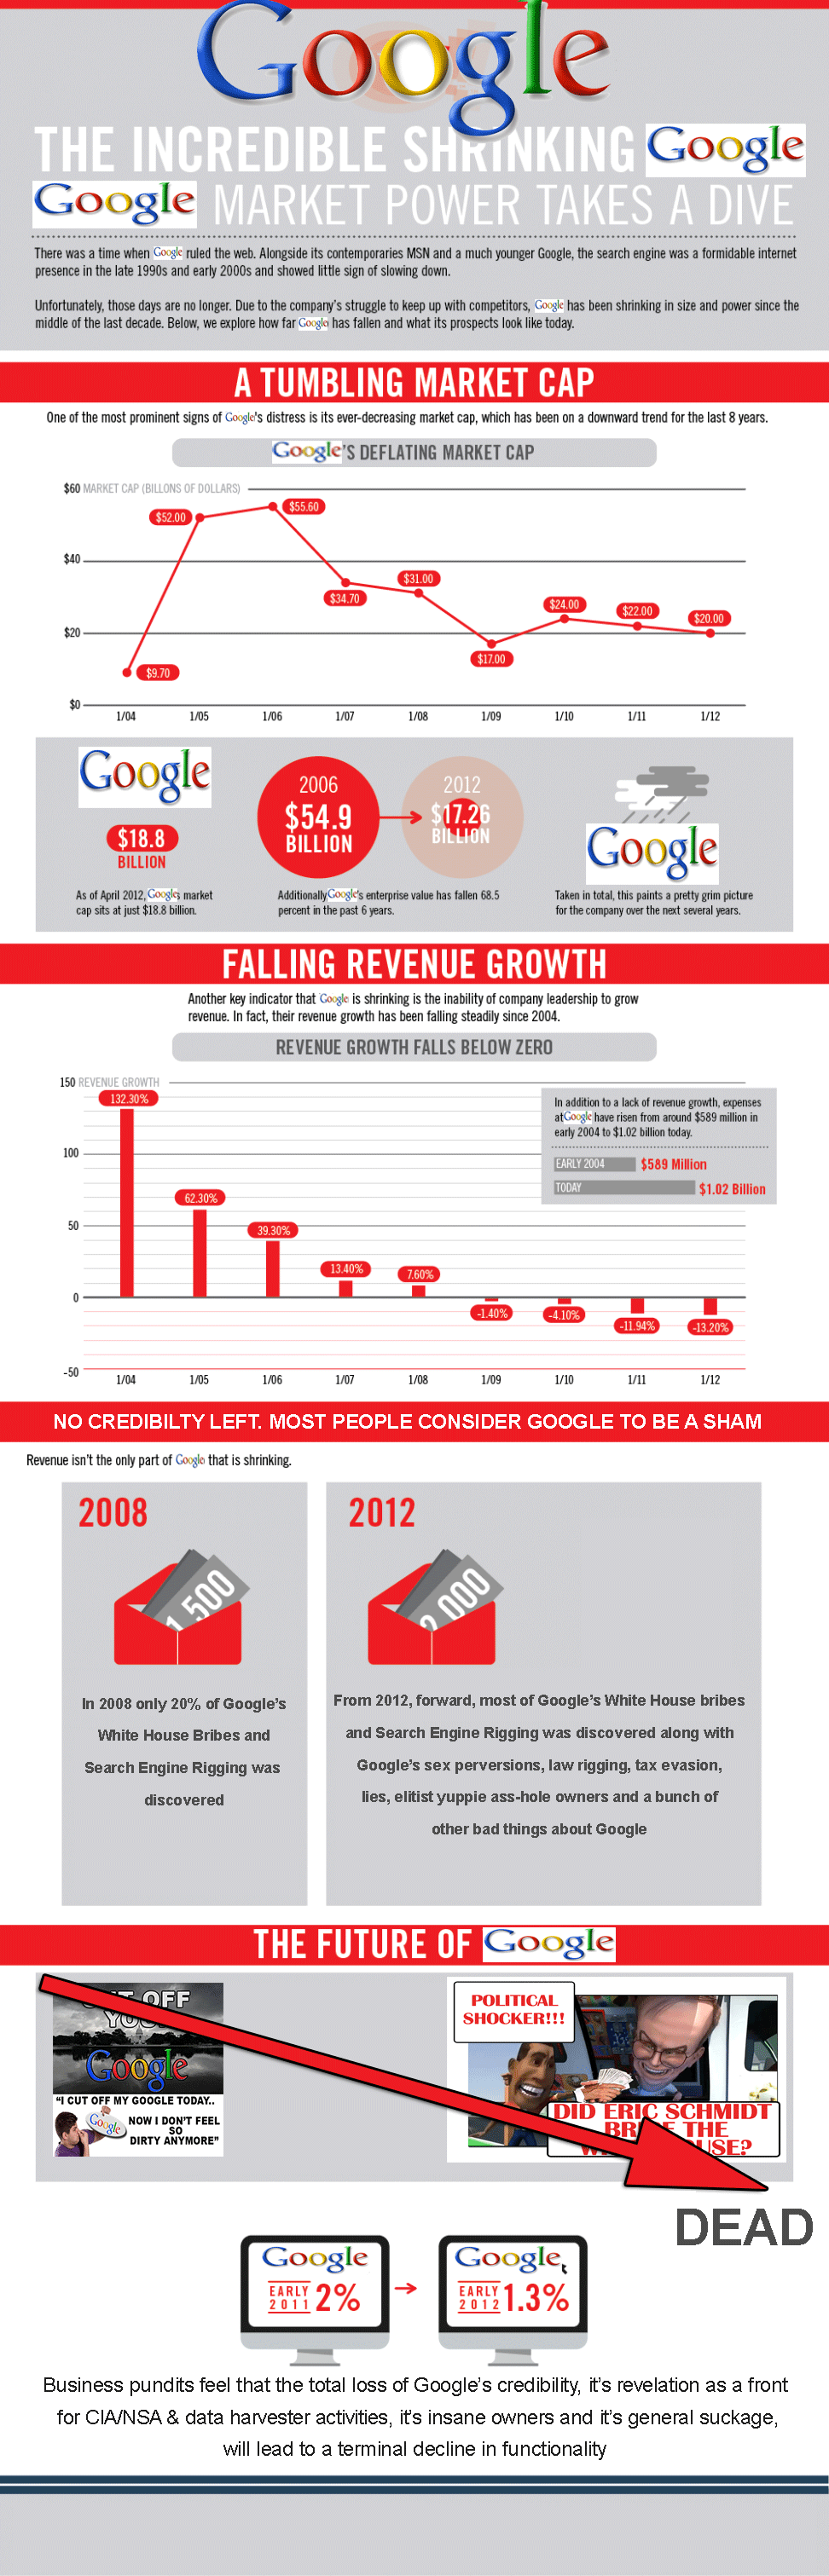 Google
THE INCREDIBLE SHRINKING Google
Google MARKET POWER TAKES A DIVE
There was a time when Google ruled the web. Alongside its contemporaries MSN and a much younger Google, the search engine was a formidable internet
presence in the late 1990s and early 2000s and showed little sign of slowing down.
Unfortunately, those days are no longer. Due to the company's struggle to keep up with competitors, Google has been shrinking in size and power since the
middle of the last decade. Below, we explore how far Google has fallen and what its prospects look like today.
A TUMBLING MARKET CAP
One of the most prominent signs of Google's distress is its ever-decreasing market cap, which has been on a downward trend for the last 8 years.
Google'S DEFLATING MARKET CAP
$60 MARKET CAP (BILLONS OF DOLLARS)
$55.60
$52.00
$40
$31.00
$34.70
$24.00
$22.00
$20.00
$20
$17.00
$9.70
$0
1/04 1/05 1/06 1/07 1/08 1/09 1/10 1/11 1/12
Google
$18.8
BILLION
As of April 2012, Google's market
cap sits at just $18.8 billion.
2006
$54.9
BILLION
2012
$17.26
BILLION
Additionally Google's enterprise value has fallen 68.5
percent in the past 6 years.
Google
Taken in total, this paints a pretty grim picture
for the company over the next several years.
FALLING REVENUE GROWTH
Another key indicator that Google is shrinking is the inability of company leadership to grow
revenue. In fact, their revenue growth has been falling steadily since 2004.
REVENUE GROWTH FALLS BELOW ZERO
150 REVENUE GROWTH
132.30%
In addition to a lack of revenue growth, expenses
at Google have risen from around $589 million in
early 2004 to $1.02 billion today.
EARLY 2004 $589 Million
TODAY $1.02 Billion
100
62.30%
50
39.30%
13.40%
7.60%
0
-1.40%
-4.10%
-11.94%
-13.20%
-50
1/04 1/05 1/06 1/07 1/08 1/09 1/10 1/11 1/12
NO CREDIBILTY LEFT. MOST PEOPLE CONSIDER GOOGLE TO BE A SHAM
Revenue isn't the only part of Google that is shrinking.
2008
500
In 2008 only 20% of Google's
White House Bribes and
Search Engine Rigging was
discovered
2012
000
From 2012, forward, most of Google's White House bribes
and Search Engine Rigging was discovered along with
Google's sex perversions, law rigging, tax evasion,
lies, elitist yuppie ass-hole owners and a bunch of
other bad things about Google
THE FUTURE OF Google
OFF
Google
"I CUT OFF MY GOOGLE TODAY..
Google
NOW I DON'T FEEL
SO
DIRTY ANYMORE"
POLITICAL
SHOCKER!!!
DID ERIC SCHMIDT
THE
DEAD
Google
EARLY
2011 2%
Google
EARLY
2012 1.3%
Business pundits feel that the total loss of Google's credibility, it's revelation as a front
for CIA/NSA & data harvester activities, it's insane owners and it's general suckage,
will lead to a terminal decline in functionality